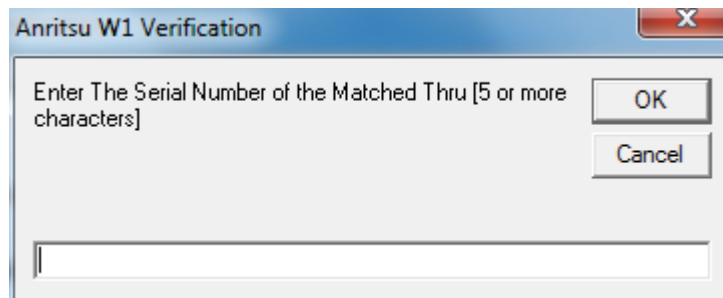 Anritsu W1 Verification
X
Enter The Serial Number of the Matched Thru [5 or more
characters]
OK
Cancel